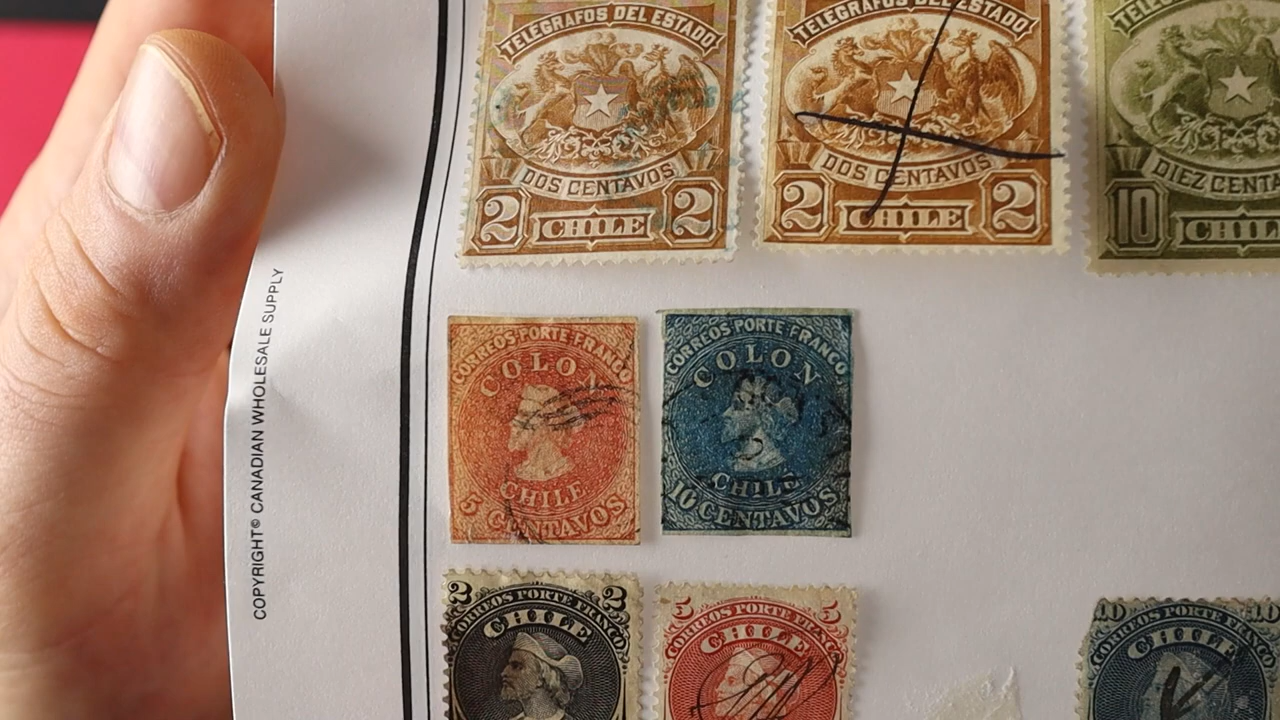 TELEGRAFOS DEL ESTADO
DOS CENTAVOS
2 CHILE 2
TELEGRAFOS DEL ESTADO
DOS CENTAVOS
2 CHILE 2
DIEZ CENTA
10 CHIL
COPYRIGHT© CANADIAN WHOLESALE SUPPLY
CORREOS PORTE FRANCO
COLON
CHILE
5 CENTAVOS
CORREOS PORTE FRANCO
COLON
CHILE
10 CENTAVOS
2 2
CORREOS PORTE FRANCO
CHILE
5 5
CORREOS PORTE FRANCO
CHILE
10 10
CORREOS PORTE FRANCO
CHILE